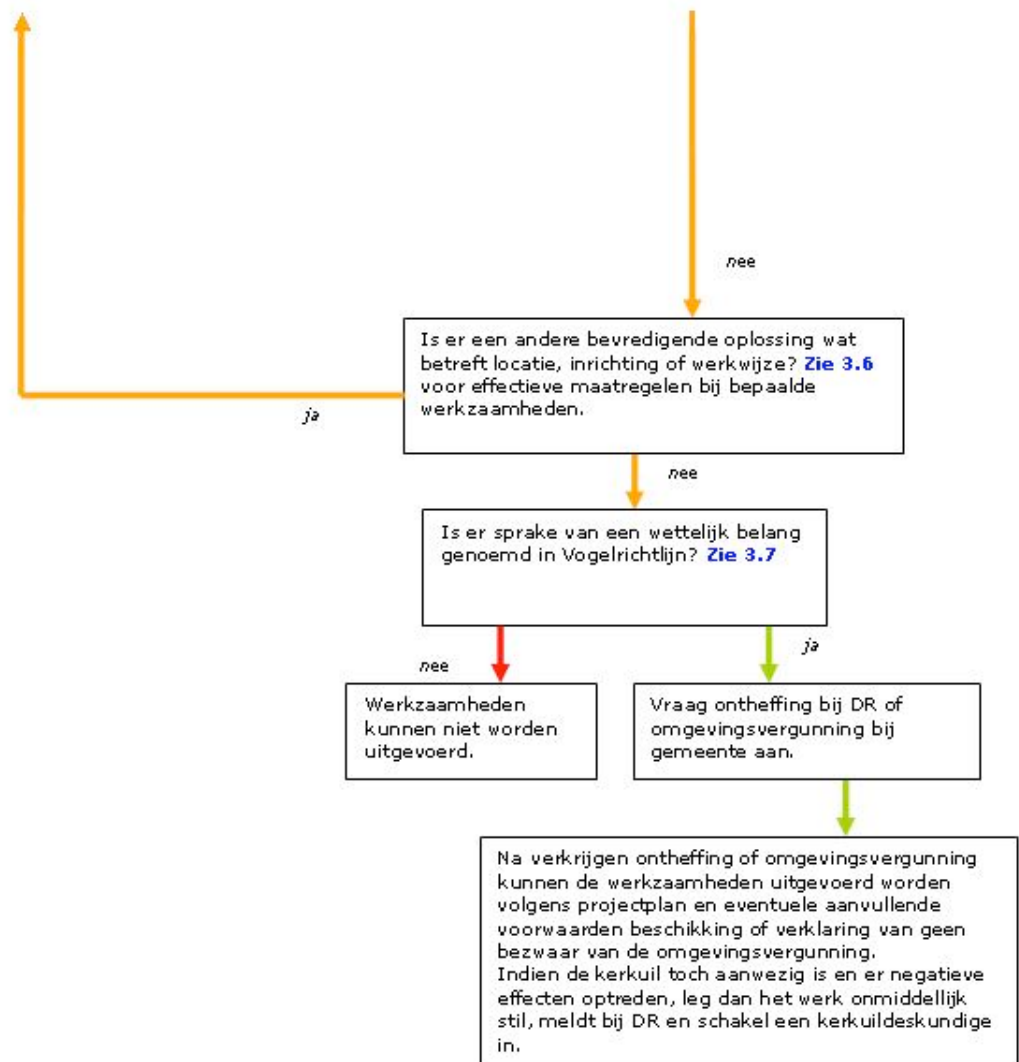 nee
Is er een andere bevredigende oplossing wat
betreft locatie, inrichting of werkwijze? Zie 3.6
voor effectieve maatregelen bij bepaalde
werkzaamheden.
ja
nee
Is er sprake van een wettelijk belang
genoemd in Vogelrichtlijn? Zie 3.7
ja
nee
Werkzaamheden
kunnen niet worden
uitgevoerd.
Vraag ontheffing bij DR of
omgevingsvergunning bij
gemeente aan.
Na verkrijgen ontheffing of omgevingsvergunning
kunnen de werkzaamheden uitgevoerd worden
volgens projectplan en eventuele aanvullende
voorwaarden beschikking of verklaring van geen
bezwaar van de omgevingsvergunning.
Indien de kerkuil toch aanwezig is en er negatieve
effecten optreden, leg dan het werk onmiddellijk
stil, meldt bij DR en schakel een kerkuildeskundige
in.